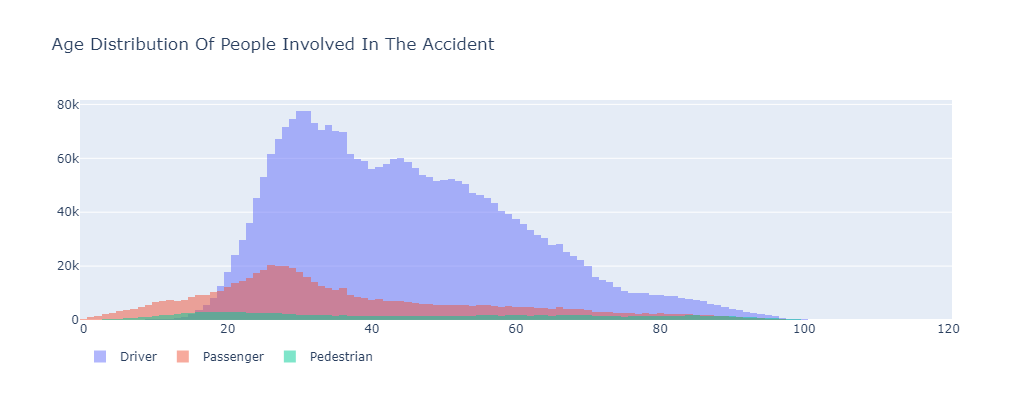 Age Distribution Of People Involved In The Accident
80k
60k
40k
20k
0
0 20 40 60 80 100 120
Driver Passenger Pedestrian